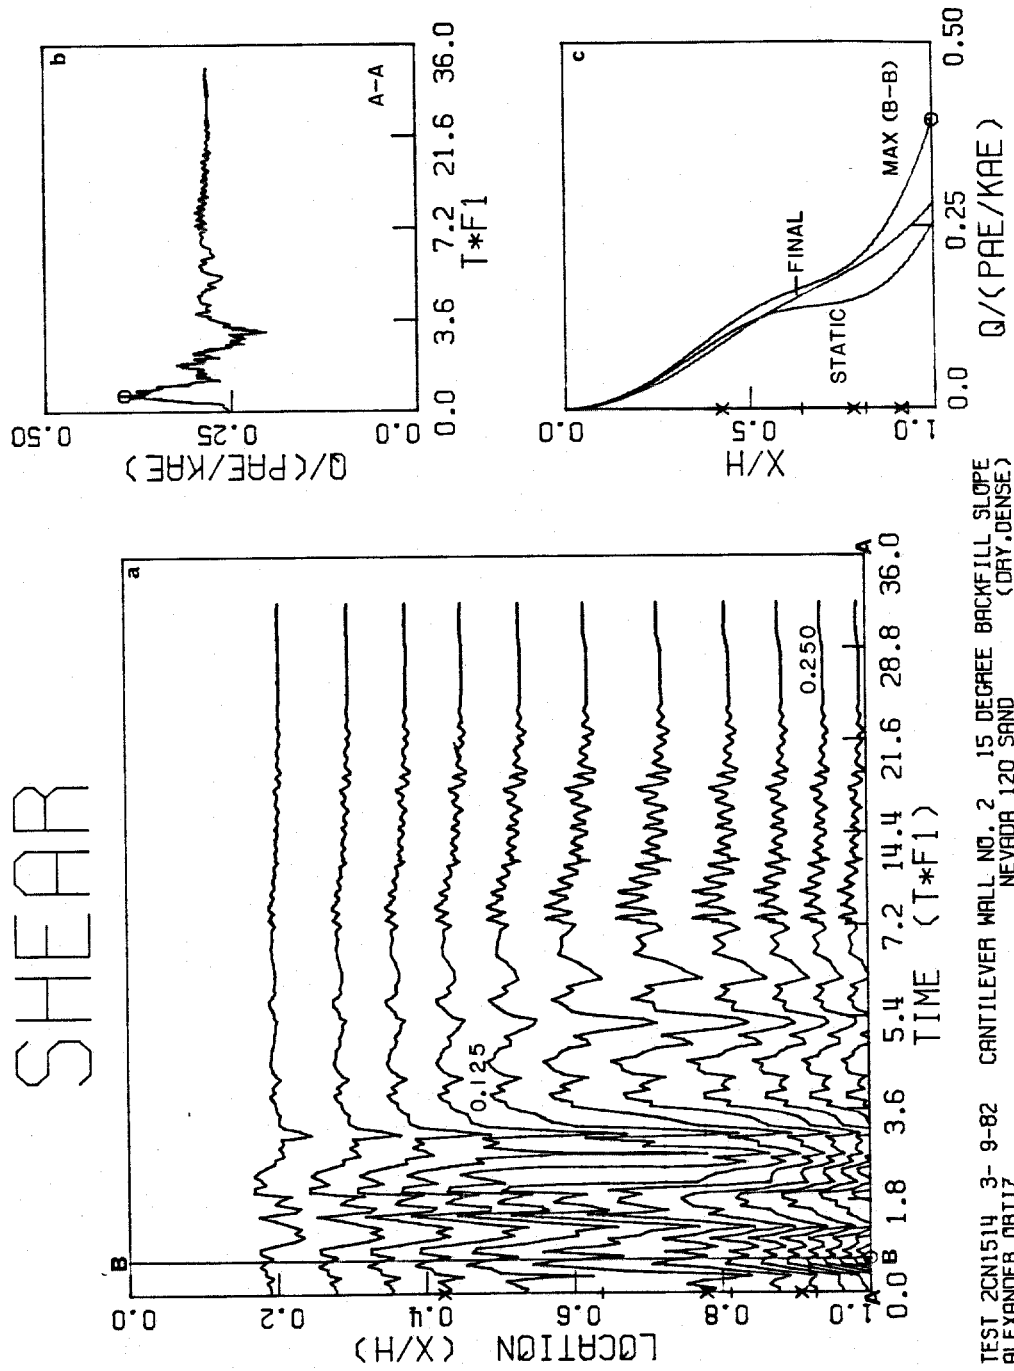 SHEAR
a
B
B
A
A
0.125
0.250
LOCATION (X/H)
0.0
0.2
0.4
0.6
0.8
1.0
0.0
1.8
3.6
5.4
7.2
14.4
21.6
28.8
36.0
TIME (T*F1)
b
A-A
Q/(PAE/KAE)
0.50
0.25
0.0
0.0
3.6
7.2
21.6
36.0
T*F1
c
STATIC
FINAL
MAX (B-B)
X/H
0.0
0.5
1.0
0.0
0.25
0.50
Q/(PAE/KAE)
TEST 2CN1514 3- 9-82 CANTILEVER WALL NO. 2 15 DEGREE BACKFILL SLOPE
ALEXANDER ORTIZ NEVADA 120 SAND (DRY,DENSE)